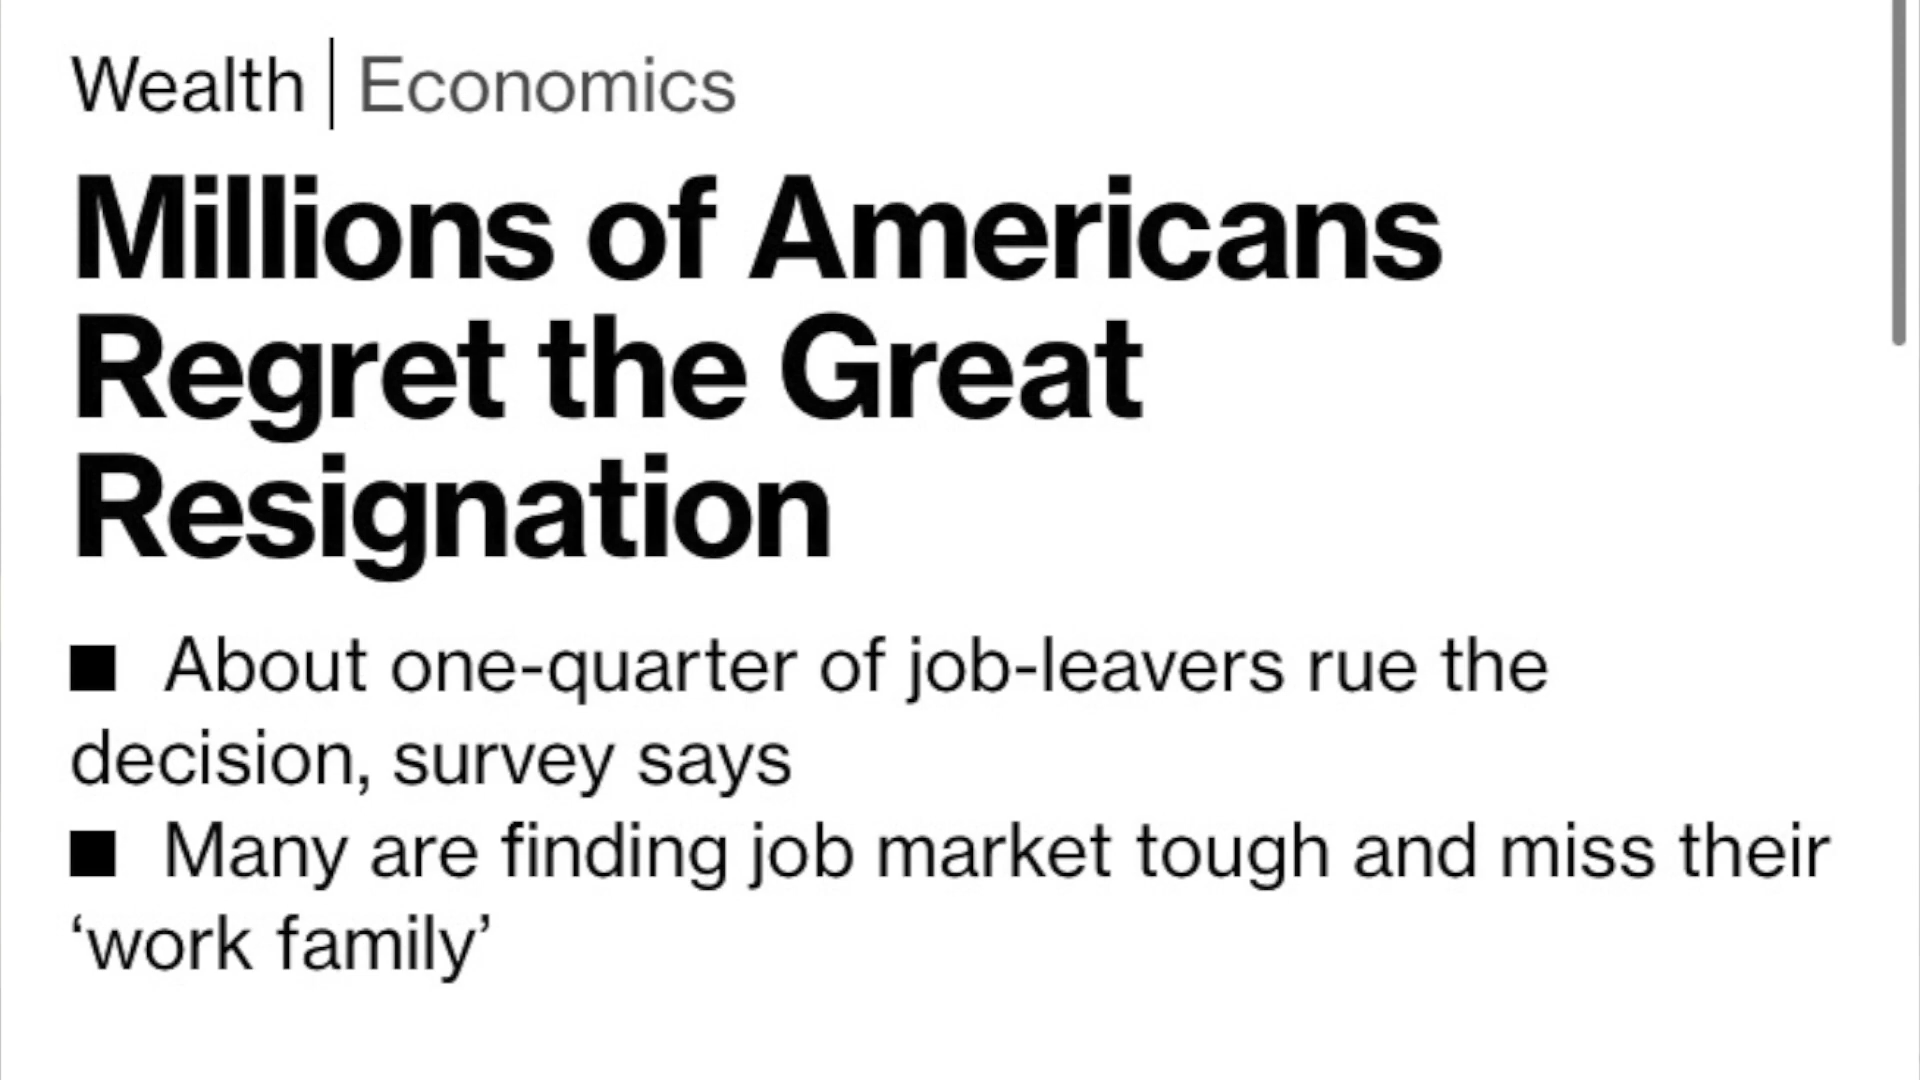 Wealth | Economics
Millions of Americans
Regret the Great
Resignation
■ About one-quarter of job-leavers rue the
decision, survey says
■ Many are finding job market tough and miss their
‘work family’